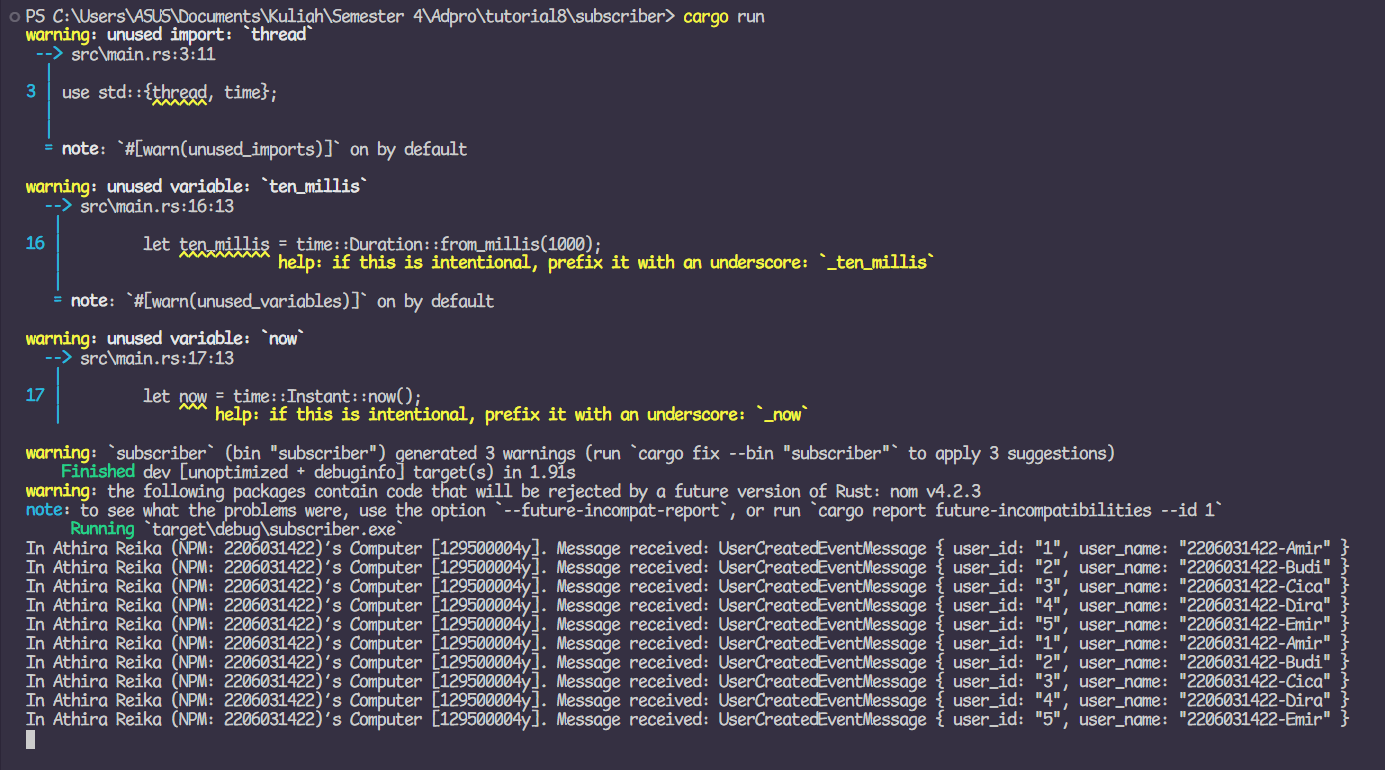 PS C:\Users\ASUS\Documents\Kuliah\Semester 4\Adpro\tutorial8\subscriber> cargo run
warning: unused import: `thread`
 --> src\main.rs:3:11
  |
3 | use std::{thread, time};
  |
  |
  = note: `#[warn(unused_imports)]` on by default
warning: unused variable: `ten_millis`
  --> src\main.rs:16:13
   |
16 |         let ten_millis = time::Duration::from_millis(1000);
   |                        help: if this is intentional, prefix it with an underscore: `_ten_millis`
   |
   = note: `#[warn(unused_variables)]` on by default
warning: unused variable: `now`
  --> src\main.rs:17:13
   |
17 |         let now = time::Instant::now();
   |                 help: if this is intentional, prefix it with an underscore: `_now`
warning: `subscriber` (bin "subscriber") generated 3 warnings (run `cargo fix --bin "subscriber"` to apply 3 suggestions)
    Finished dev [unoptimized + debuginfo] target(s) in 1.91s
warning: the following packages contain code that will be rejected by a future version of Rust: nom v4.2.3
note: to see what the problems were, use the option `--future-incompat-report`, or run `cargo report future-incompatibilities --id 1`
     Running `target\debug\subscriber.exe`
In Athira Reika (NPM: 2206031422)'s Computer [129500004y]. Message received: UserCreatedEventMessage { user_id: "1", user_name: "2206031422-Amir" }
In Athira Reika (NPM: 2206031422)'s Computer [129500004y]. Message received: UserCreatedEventMessage { user_id: "2", user_name: "2206031422-Budi" }
In Athira Reika (NPM: 2206031422)'s Computer [129500004y]. Message received: UserCreatedEventMessage { user_id: "3", user_name: "2206031422-Cica" }
In Athira Reika (NPM: 2206031422)'s Computer [129500004y]. Message received: UserCreatedEventMessage { user_id: "4", user_name: "2206031422-Dira" }
In Athira Reika (NPM: 2206031422)'s Computer [129500004y]. Message received: UserCreatedEventMessage { user_id: "5", user_name: "2206031422-Emir" }
In Athira Reika (NPM: 2206031422)'s Computer [129500004y]. Message received: UserCreatedEventMessage { user_id: "1", user_name: "2206031422-Amir" }
In Athira Reika (NPM: 2206031422)'s Computer [129500004y]. Message received: UserCreatedEventMessage { user_id: "2", user_name: "2206031422-Budi" }
In Athira Reika (NPM: 2206031422)'s Computer [129500004y]. Message received: UserCreatedEventMessage { user_id: "3", user_name: "2206031422-Cica" }
In Athira Reika (NPM: 2206031422)'s Computer [129500004y]. Message received: UserCreatedEventMessage { user_id: "4", user_name: "2206031422-Dira" }
In Athira Reika (NPM: 2206031422)'s Computer [129500004y]. Message received: UserCreatedEventMessage { user_id: "5", user_name: "2206031422-Emir" }